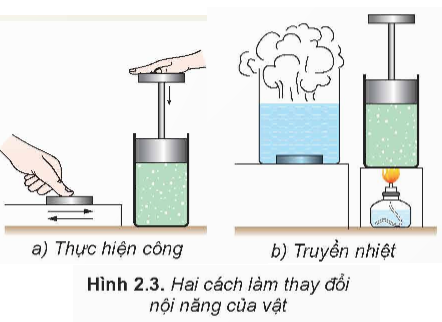 a) Thực hiện công
b) Truyền nhiệt
Hình 2.3. Hai cách làm thay đổi
nội năng của vật